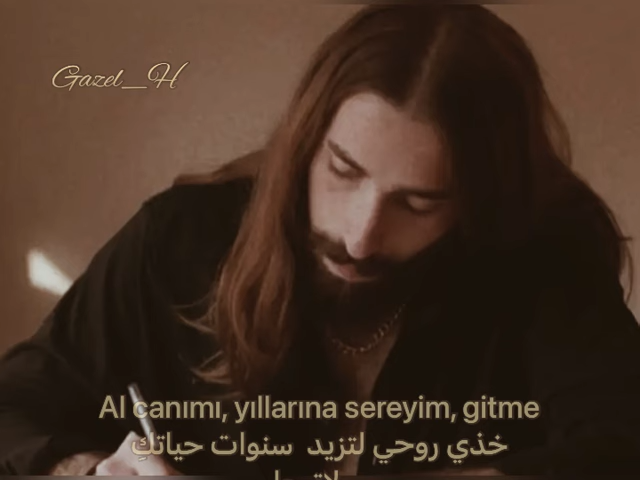 Gazel_H
Al canımı, yıllarına sereyim, gitme
خذي روحي لتزيد سنوات حياتكِ